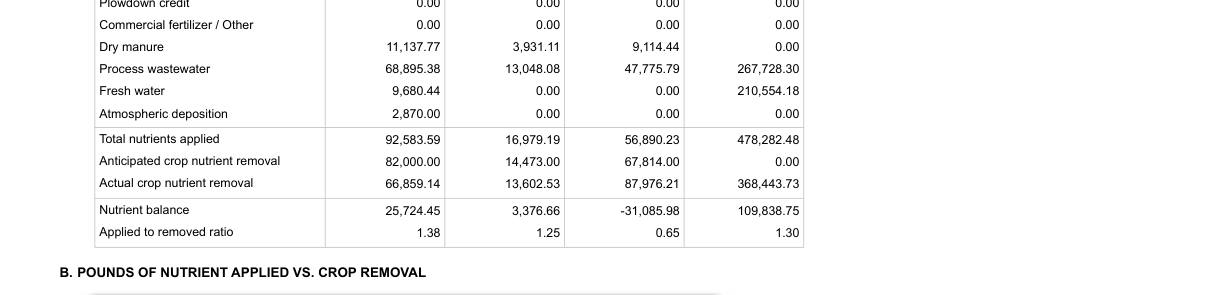 Plowdown credit 0.00 0.00 0.00 0.00
Commercial fertilizer / Other 0.00 0.00 0.00 0.00
Dry manure 11,137.77 3,931.11 9,114.44 0.00
Process wastewater 68,895.38 13,048.08 47,775.79 267,728.30
Fresh water 9,680.44 0.00 0.00 210,554.18
Atmospheric deposition 2,870.00 0.00 0.00 0.00
Total nutrients applied 92,583.59 16,979.19 56,890.23 478,282.48
Anticipated crop nutrient removal 82,000.00 14,473.00 67,814.00 0.00
Actual crop nutrient removal 66,859.14 13,602.53 87,976.21 368,443.73
Nutrient balance 25,724.45 3,376.66 -31,085.98 109,838.75
Applied to removed ratio 1.38 1.25 0.65 1.30
B. POUNDS OF NUTRIENT APPLIED VS. CROP REMOVAL